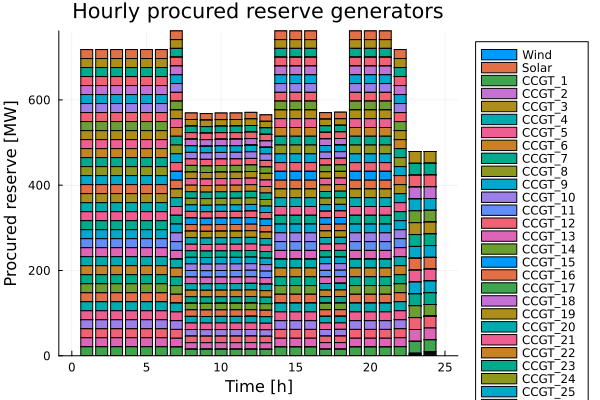 Hourly procured reserve generators
Procured reserve [MW]
600
400
200
0
0
5
10
15
20
25
Time [h]
Wind
Solar
CCGT_1
CCGT_2
CCGT_3
CCGT_4
CCGT_5
CCGT_6
CCGT_7
CCGT_8
CCGT_9
CCGT_10
CCGT_11
CCGT_12
CCGT_13
CCGT_14
CCGT_15
CCGT_16
CCGT_17
CCGT_18
CCGT_19
CCGT_20
CCGT_21
CCGT_22
CCGT_23
CCGT_24
CCGT_25